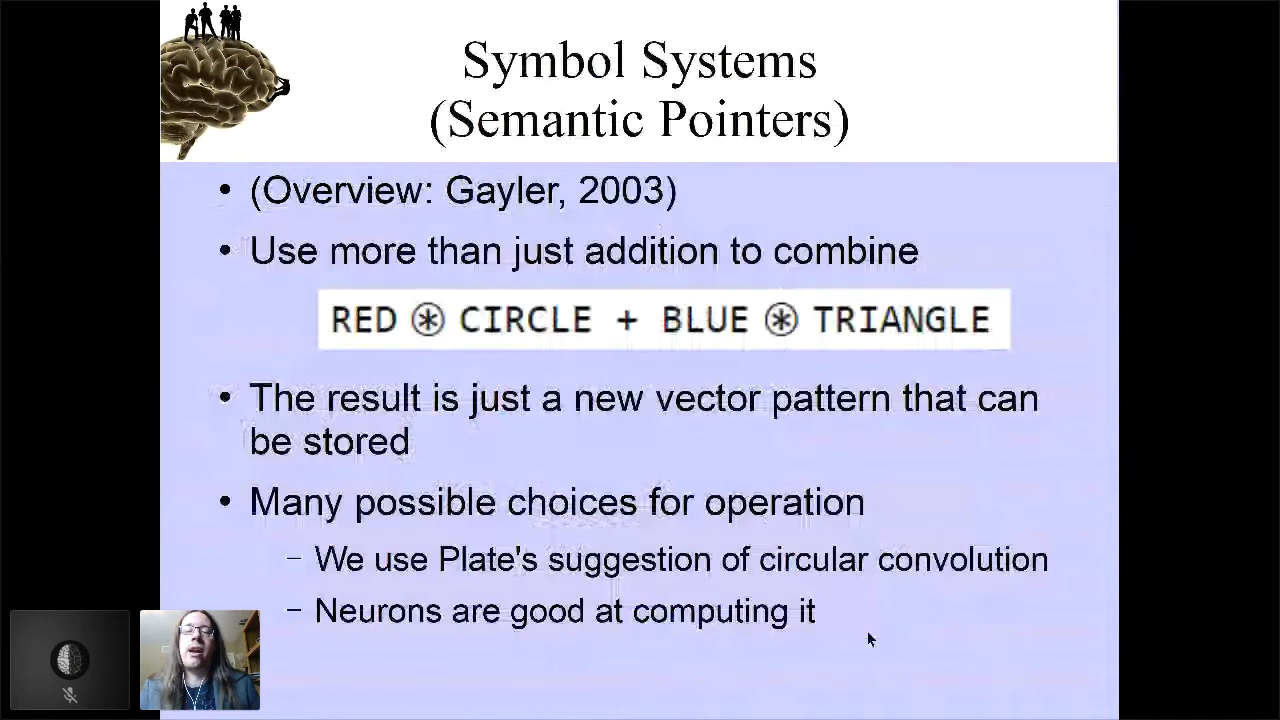 Symbol Systems
(Semantic Pointers)
• (Overview: Gayler, 2003)
• Use more than just addition to combine
RED ⊛ CIRCLE + BLUE ⊛ TRIANGLE
• The result is just a new vector pattern that can
be stored
• Many possible choices for operation
– We use Plate's suggestion of circular convolution
– Neurons are good at computing it